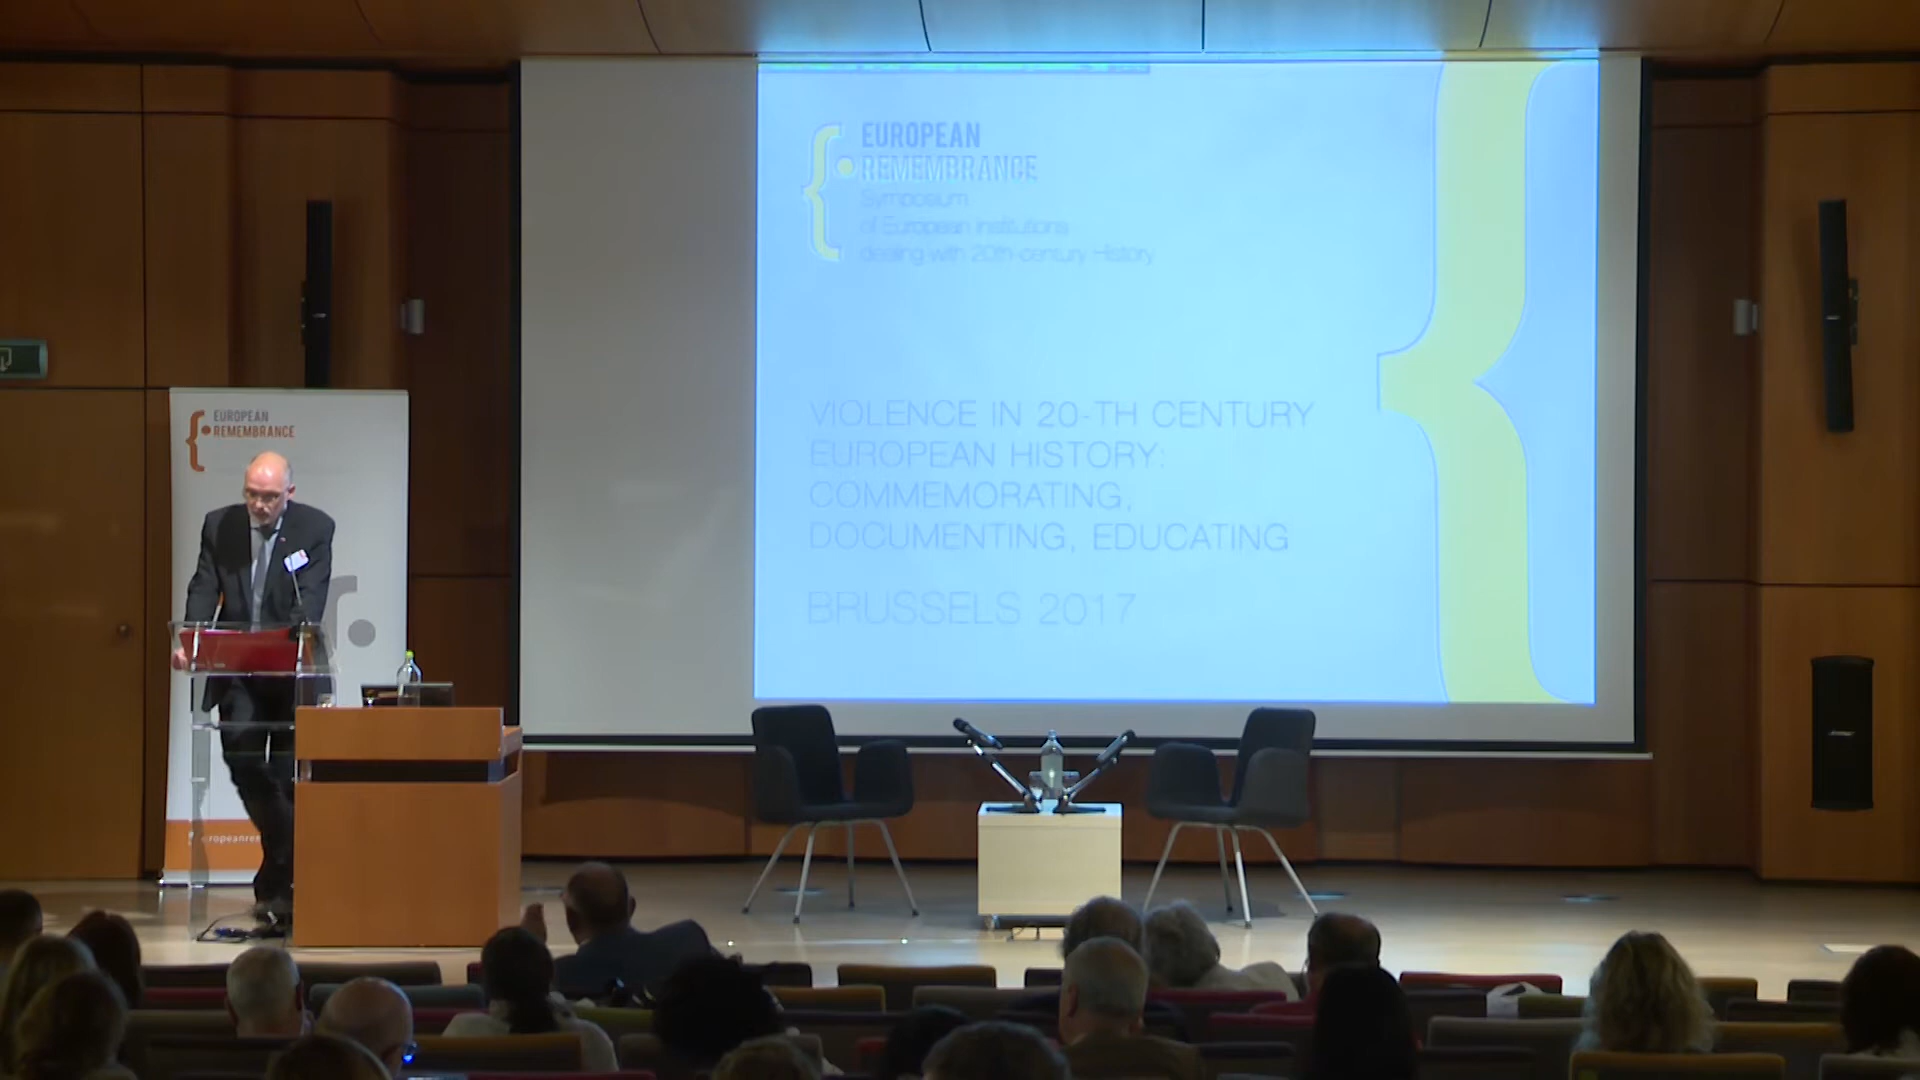 EUROPEAN
REMEMBRANCE
Symposium
of European Institutions
dealing with 20th-century History
VIOLENCE IN 20-TH CENTURY
EUROPEAN HISTORY:
COMMEMORATING,
DOCUMENTING, EDUCATING
BRUSSELS 2017
EUROPEAN
REMEMBRANCE
ropeanrem